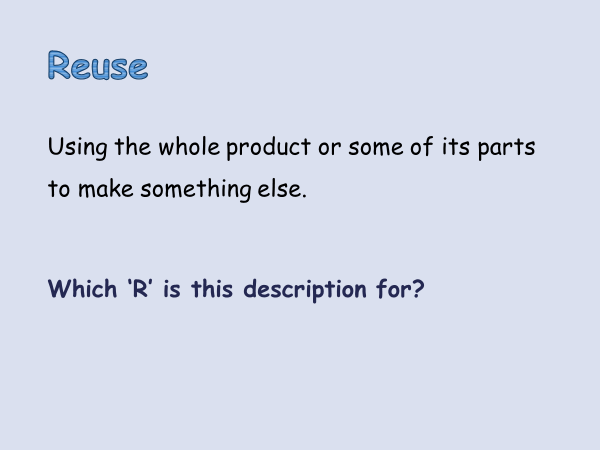 Reuse
Using the whole product or some of its parts
to make something else.
Which ‘R’ is this description for?